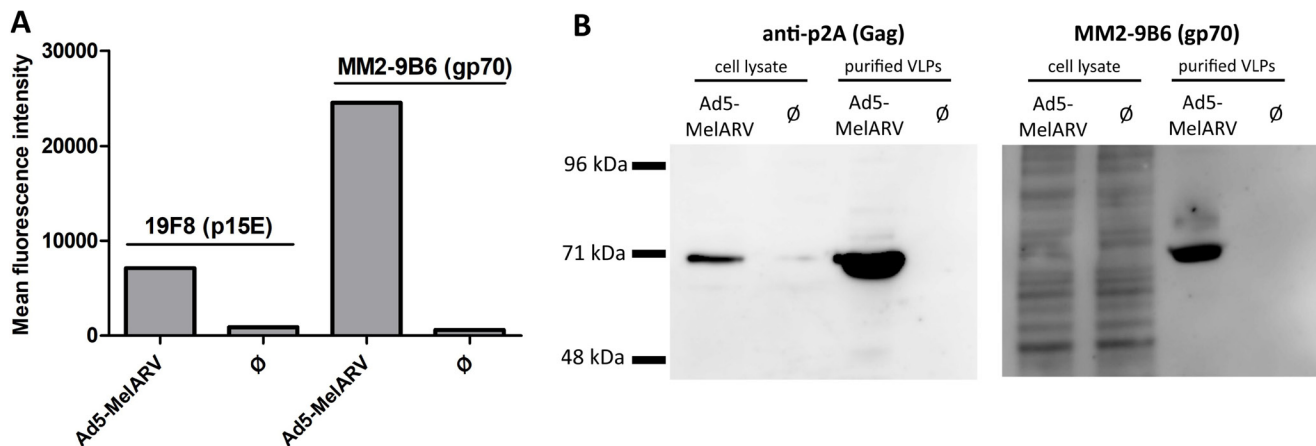 A
Mean fluorescence intensity
30000
20000
10000
0
19F8 (p15E)
MM2-9B6 (gp70)
Ad5-MelARV
Ø
Ad5-MelARV
Ø
B
anti-p2A (Gag)
cell lysate
purified VLPs
Ad5-
MelARV
Ø
Ad5-
MelARV
Ø
MM2-9B6 (gp70)
cell lysate
purified VLPs
Ad5-
MelARV
Ø
Ad5-
MelARV
Ø
96 kDa
71 kDa
48 kDa